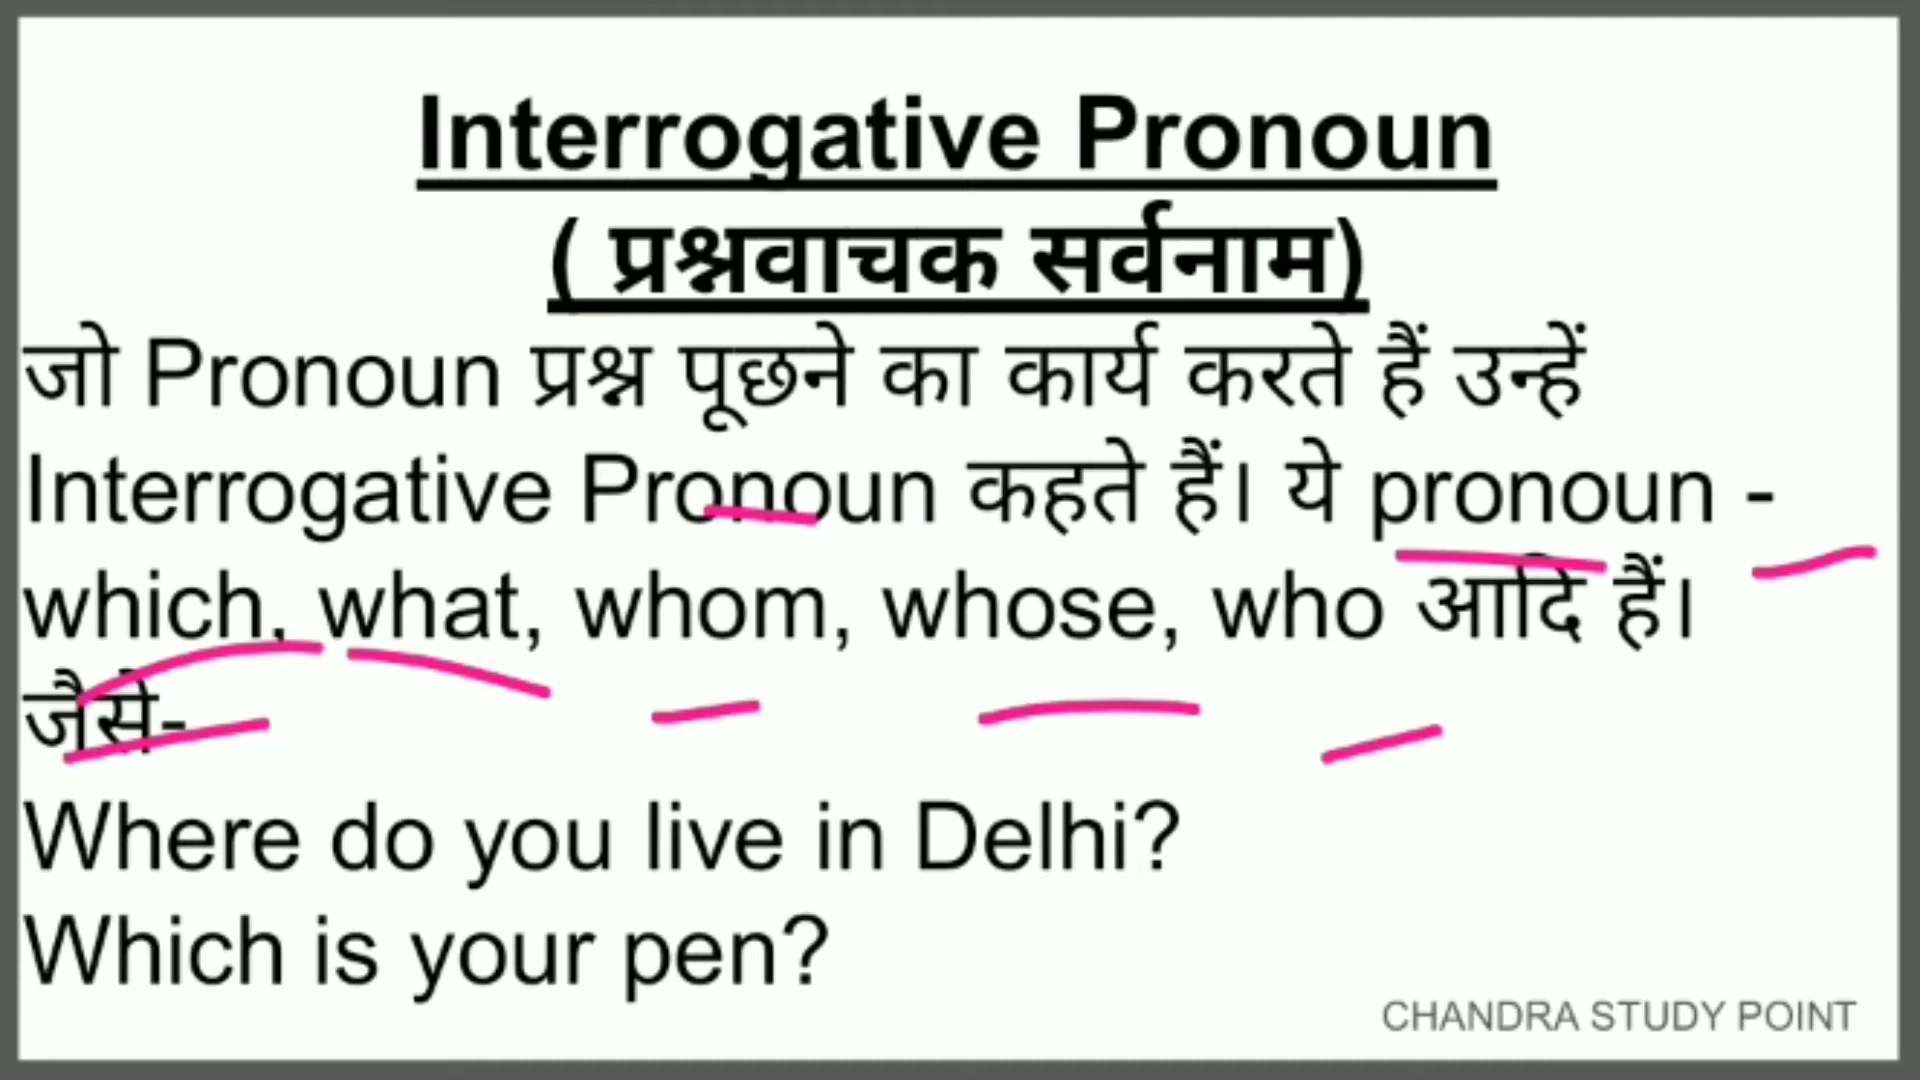 Interrogative Pronoun
( प्रश्नवाचक सर्वनाम)
जो Pronoun प्रश्न पूछने का कार्य करते हैं उन्हें
Interrogative Pronoun कहते हैं। ये pronoun -
which, what, whom, whose, who आदि हैं।
जैसे-
Where do you live in Delhi?
Which is your pen?
CHANDRA STUDY POINT